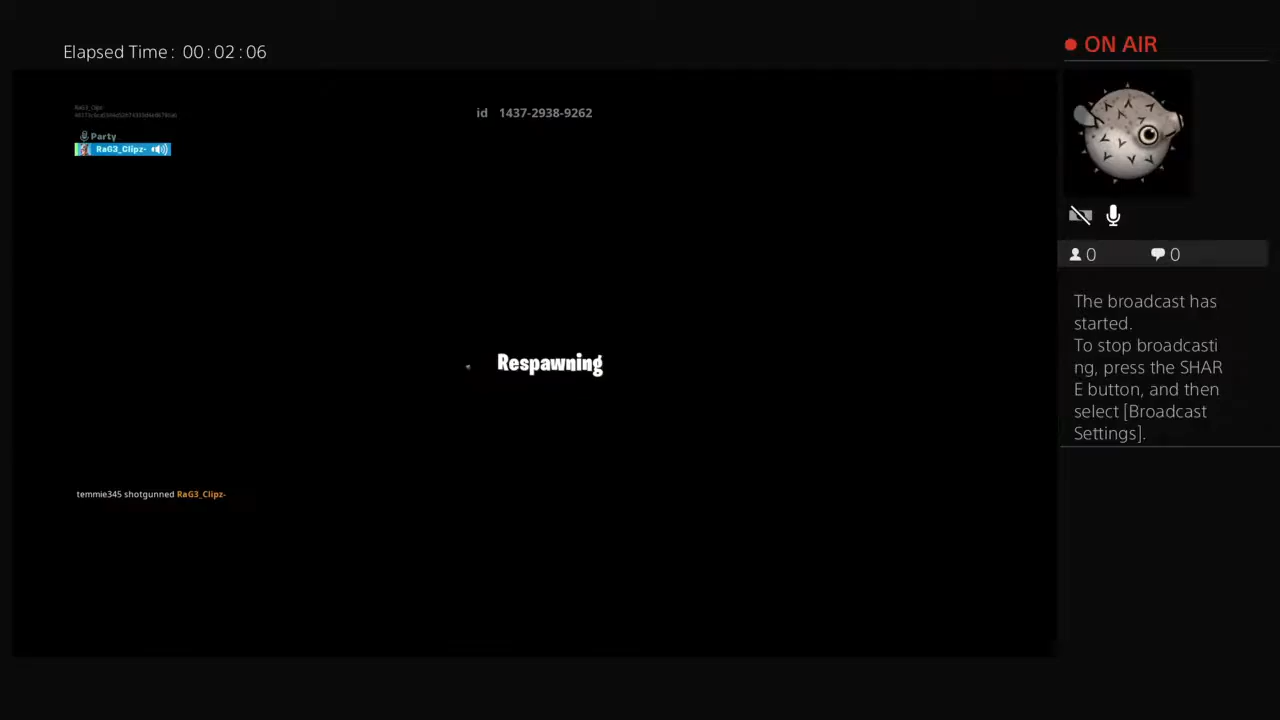 Elapsed Time: 00:02:06
ON AIR
id 1437-2938-9262
Party
RaG3_Clipz-
0 0
The broadcast has
started.
To stop broadcasti
ng, press the SHAR
E button, and then
select [Broadcast
Settings].
Respawning
temmie345 shotgunned RaG3_Clipz-